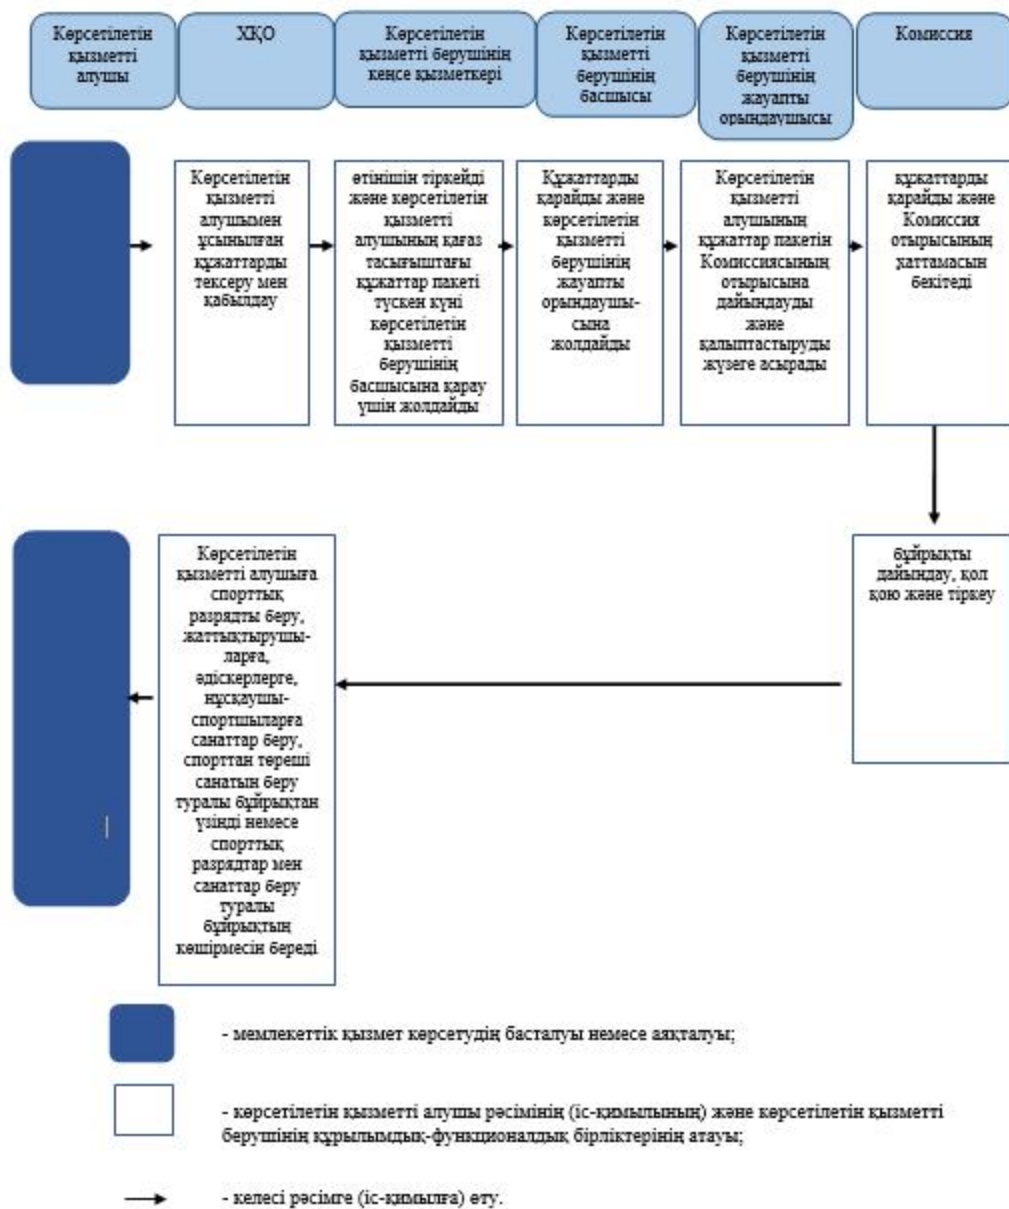 Көрсетілетін
қызметті
алушы
ХҚО
Көрсетілетін
қызметті берушінің
кеңсе қызметкері
Көрсетілетін
қызметті
берушінің
басшысы
Көрсетілетін
қызметті
берушінің
жауапты
орындаушысы
Комиссия
Көрсетілетін
қызметті
алушымен
ұсынылған
құжаттарды
тексеру мен
қабылдау
өтінішін тіркейді
және көрсетілетін
қызметті
алушының қағаз
тасығыштағы
құжаттар пакеті
түскен күні
көрсетілетін
қызметті
берушінің
басшысына қарау
үшін жолдайды
Құжаттарды
қарайды және
көрсетілетін
қызметті
берушінің
жауапты
орындаушы-
сына
жолдайды
Көрсетілетін
қызметті
алушының
құжаттар пакетін
Комиссиясының
отырысына
дайындауды
және
қалыптастыруды
жүзеге асырады
құжаттарды
қарайды және
Комиссия
отырысының
хаттамасын
бекітеді
бұйрықты
дайындау, қол
қою және тіркеу
Көрсетілетін
қызметті алушыға
спорттық
разрядты беру,
жаттықтырушы-
ларға,
әдіскерлерге,
нұсқаушы-
спортшыларға
санаттар беру,
спорттан төреші
санатын беру
туралы бұйрықтан
үзінді немесе
спорттық
разрядтар мен
санаттар беру
туралы
бұйрықтың
көшірмесін береді
- мемлекеттік қызмет көрсетудің басталуы немесе аяқталуы;
- көрсетілетін қызметті алушы рәсімінің (іс-қимылының) және көрсетілетін қызметті
берушінің құрылымдық-функционалдық бірліктерінің атауы;
- келесі рәсімге (іс-қимылға) өту.